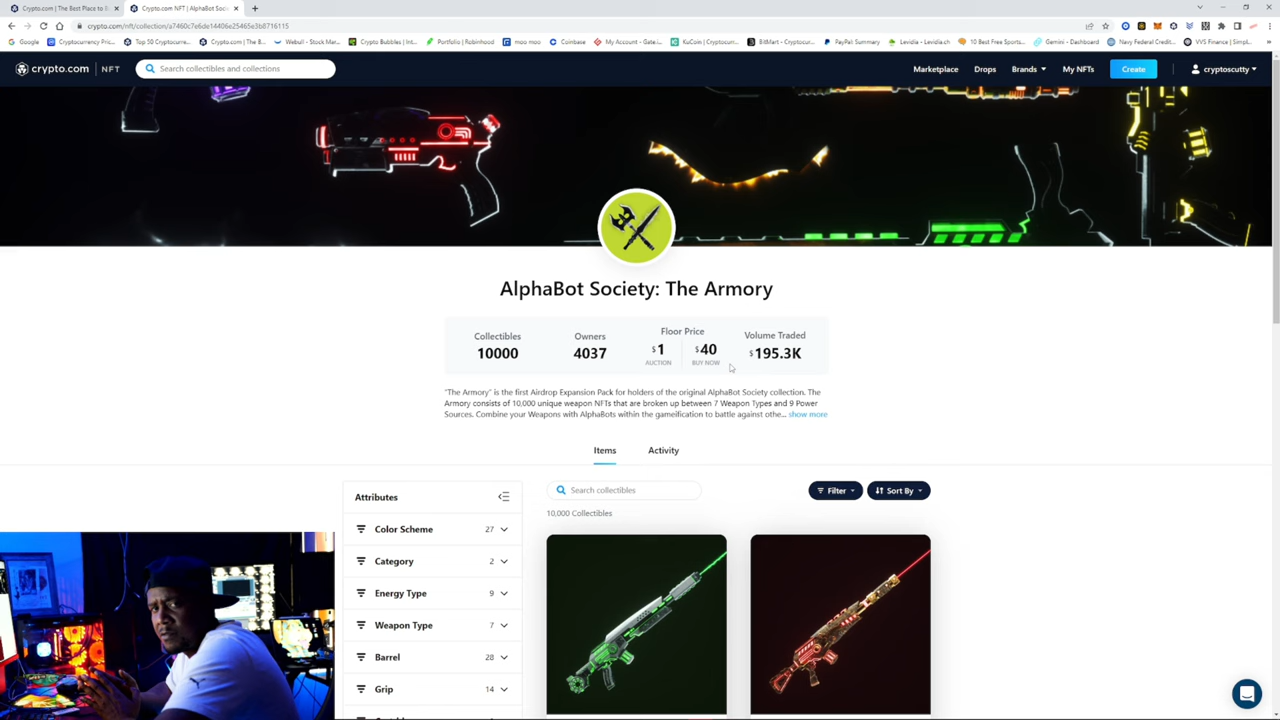 Crypto.com | The Best Place to B
Crypto.com NFT | AlphaBot Soci
crypto.com/nft/collection/a7460c7e6de14406e25465e3b8716115
Google
Cryptocurrency Pric...
Top 50 Cryptocurre...
Crypto.com | The B...
Webull - Stock Mar...
Crypto Bubbles | Int...
Portfolio | Robinhood
moo moo
Coinbase
My Account - Gate.i...
KuCoin | Cryptocurr...
BitMart - Cryptocur...
PayPal: Summary
Levidia - Levidia.ch
10 Best Free Sports...
Gemini - Dashboard
Navy Federal Credit...
VVS Finance | Simpl...
crypto.com | NFT
Search collectibles and collections
Marketplace
Drops
Brands
My NFTs
Create
cryptoscutty
AlphaBot Society: The Armory
Collectibles
10000
Owners
4037
Floor Price
$1
AUCTION
$40
BUY NOW
Volume Traded
$195.3K
"The Armory" is the first Airdrop Expansion Pack for holders of the original AlphaBot Society collection. The
Armory consists of 10,000 unique weapon NFTs that are broken up between 7 Weapon Types and 9 Power
Sources. Combine your Weapons with AlphaBots within the gameification to battle against othe... show more
Items
Activity
Attributes
Color Scheme 27
Category 2
Energy Type 9
Weapon Type 7
Barrel 28
Grip 14
Search collectibles
Filter
Sort By
10,000 Collectibles